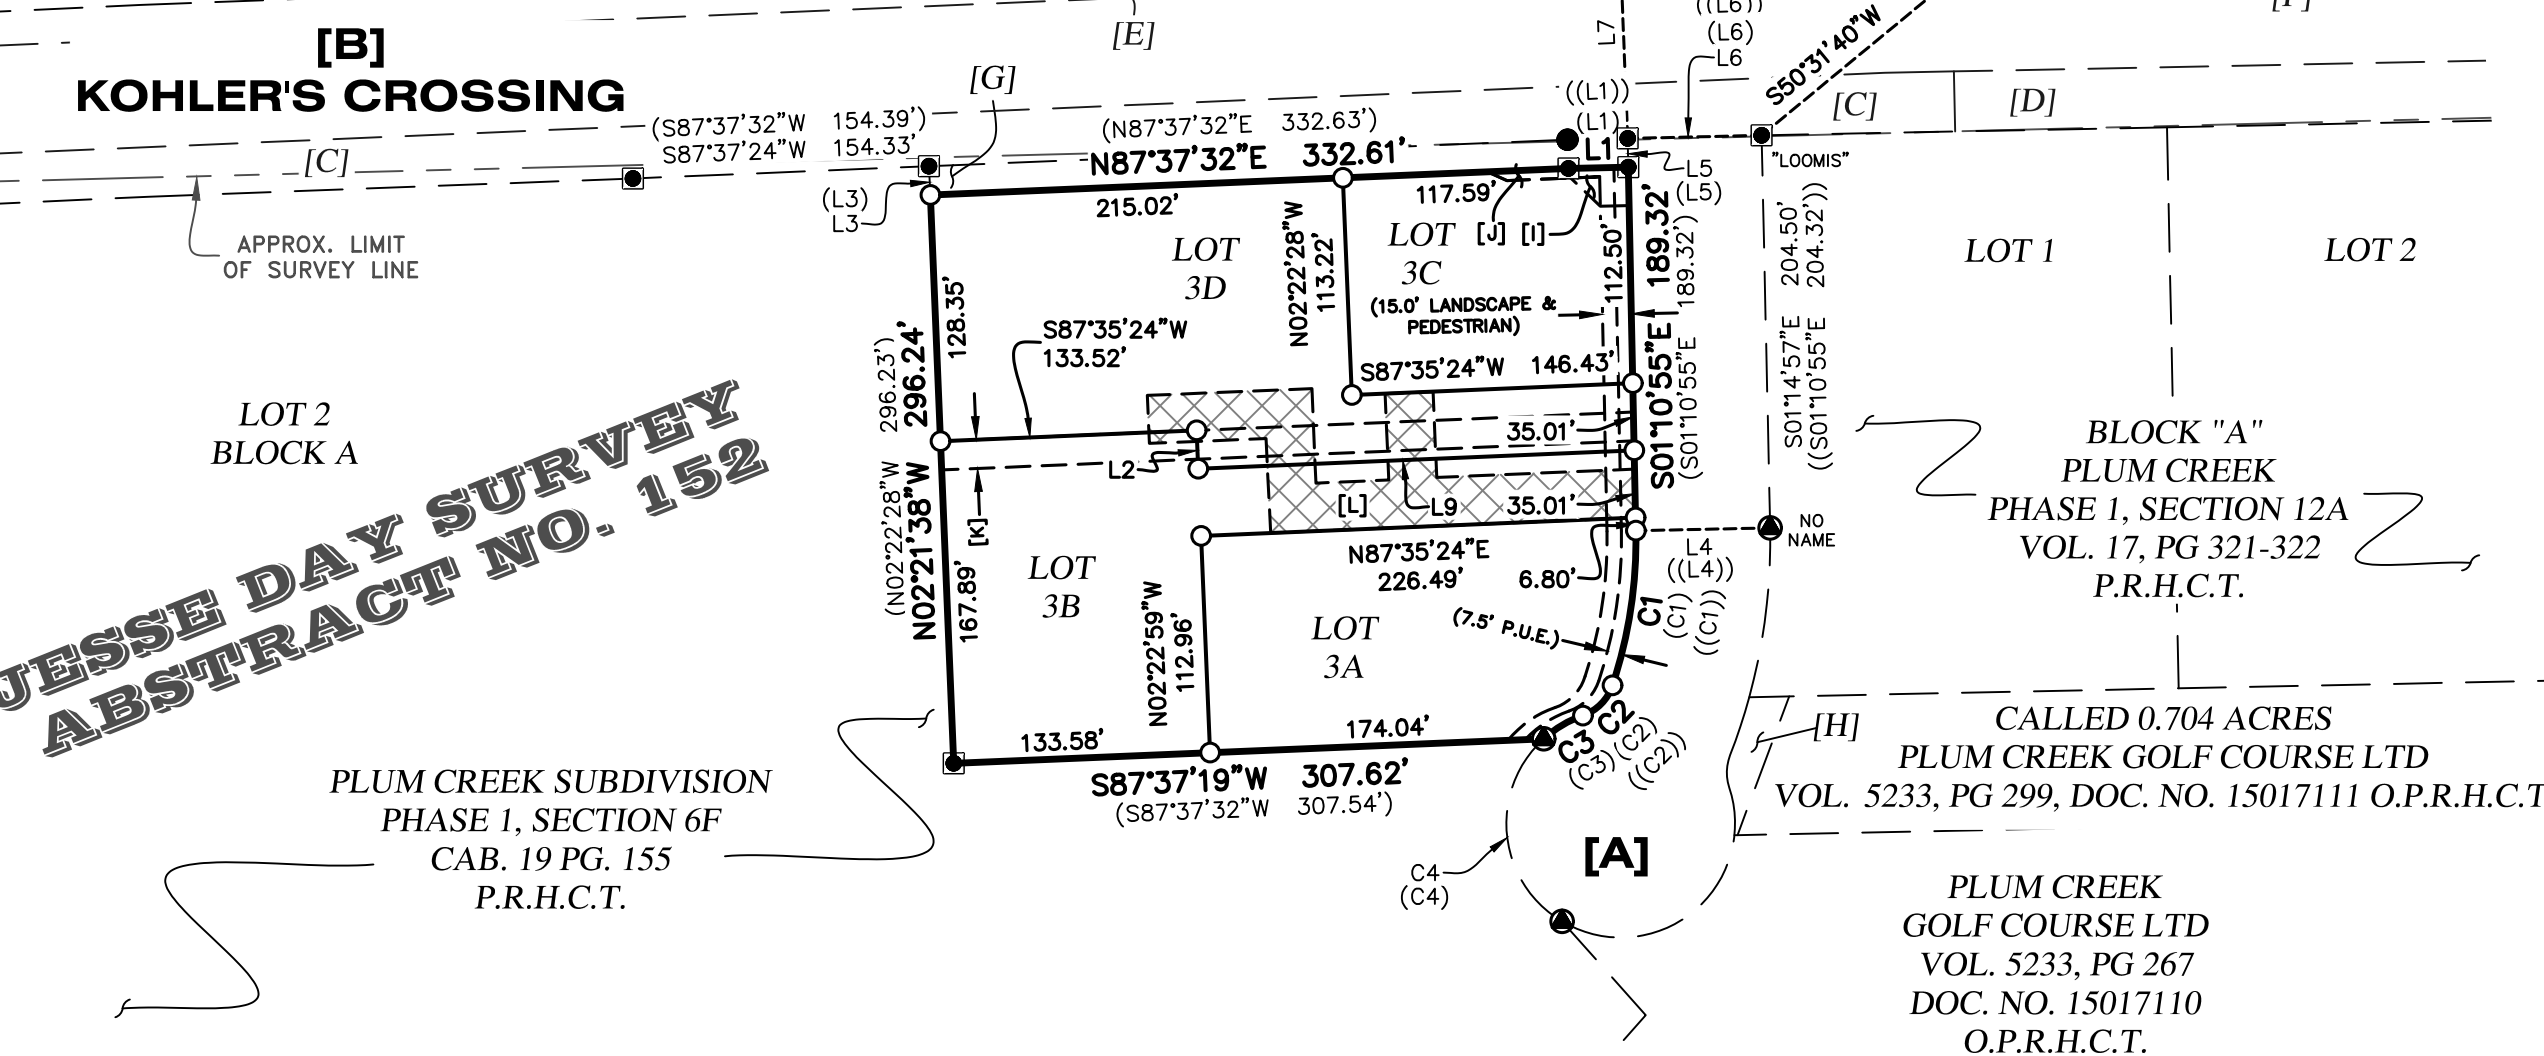 [B]
KOHLER'S CROSSING
[E]
L7
(L6)
L6
S50°31'40"W
[G]
[C]
[D]
((L1))
(L1)
L1
(S87°37'32"W 154.39')
S87°37'24"W 154.33'
[C]
(N87°37'32"E 332.63')
N87°37'32"E 332.61'
"LOOMIS"
L5
(L5)
(L3)
L3
215.02'
117.59'
APPROX. LIMIT
OF SURVEY LINE
LOT
3D
N02°22'28"W
113.22'
LOT
3C
[J] [I]
112.50'
189.32'
S01°10'55"E
189.32')
(S01°10'55"E
204.50'
S01°14'57"E
204.32'))
((S01°10'55"E
LOT 1
LOT 2
(15.0' LANDSCAPE &
PEDESTRIAN)
128.35'
S87°35'24"W
133.52'
S87°35'24"W 146.43'
296.23')
(N02°22'28"W
296.24'
N02°21'38"W
LOT 2
BLOCK A
JESSE DAY SURVEY
ABSTRACT NO. 152
35.01'
L2
[K]
[L]
L9
35.01'
BLOCK "A"
PLUM CREEK
PHASE 1, SECTION 12A
VOL. 17, PG 321-322
P.R.H.C.T.
NO
NAME
L4
((L4))
N87°35'24"E
226.49'
6.80'
LOT
3B
167.89'
N02°22'59"W
112.96'
LOT
3A
(7.5' P.U.E.)
C1
(C1)
((C1))
133.58'
174.04'
C2
(C2)
((C2))
C3
(C3)
S87°37'19"W 307.62'
(S87°37'32"W 307.54')
[H]
CALLED 0.704 ACRES
PLUM CREEK GOLF COURSE LTD
VOL. 5233, PG 299, DOC. NO. 15017111 O.P.R.H.C.T
PLUM CREEK SUBDIVISION
PHASE 1, SECTION 6F
CAB. 19 PG. 155
P.R.H.C.T.
[A]
C4
(C4)
PLUM CREEK
GOLF COURSE LTD
VOL. 5233, PG 267
DOC. NO. 15017110
O.P.R.H.C.T.